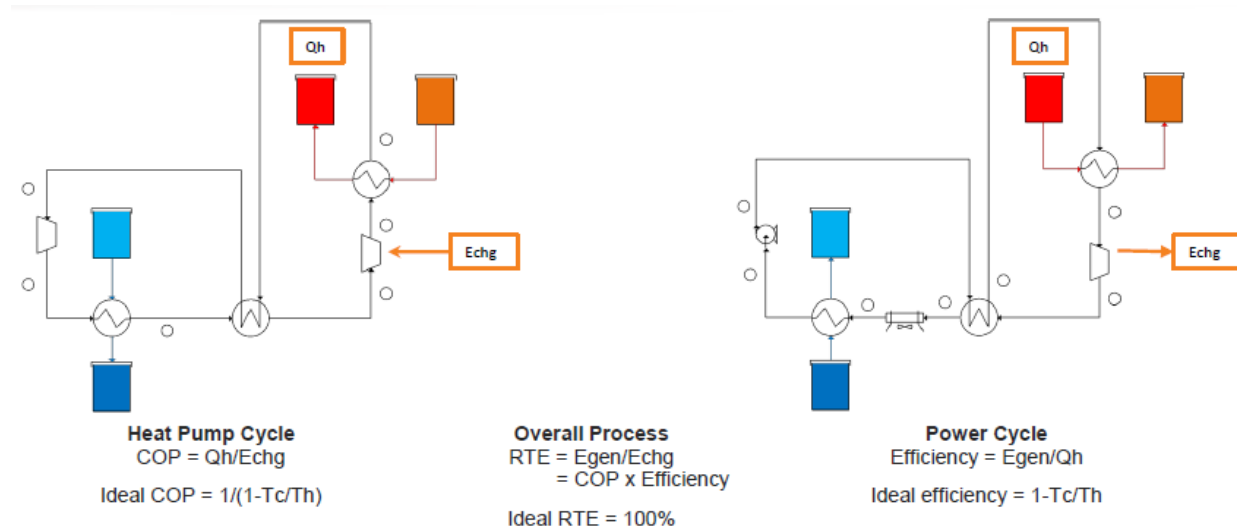 Qh
Qh
Echg
Echg
Heat Pump Cycle
COP = Qh/Echg
Ideal COP = 1/(1-Tc/Th)
Overall Process
RTE = Egen/Echg
= COP x Efficiency
Ideal RTE = 100%
Power Cycle
Efficiency = Egen/Qh
Ideal efficiency = 1-Tc/Th